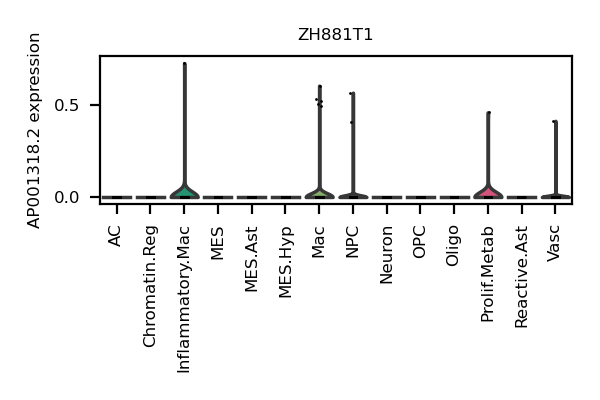 ZH881T1
AP001318.2 expression
0.5
0.0
AC
Chromatin.Reg
Inflammatory.Mac
MES
MES.Ast
MES.Hyp
Mac
NPC
Neuron
OPC
Oligo
Prolif.Metab
Reactive.Ast
Vasc